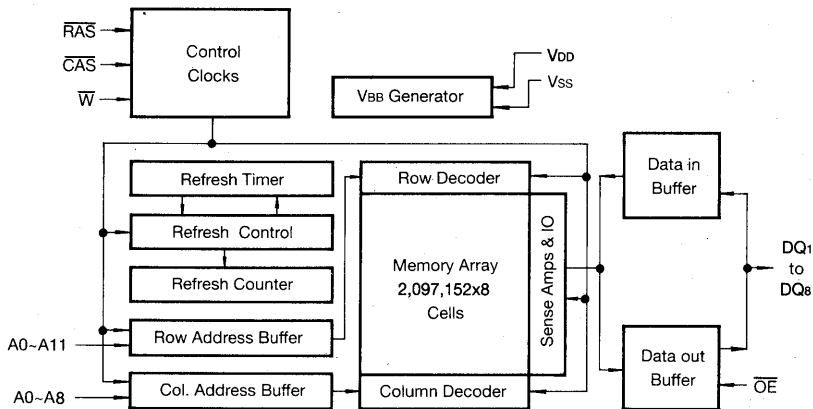 RAS
CAS
W
Control
Clocks
VBB Generator
VDD
VSS
Refresh Timer
Refresh Control
Refresh Counter
Row Address Buffer
Col. Address Buffer
A0~A11
A0~A8
Row Decoder
Memory Array
2,097,152x8
Cells
Column Decoder
Sense Amps & IO
Data in
Buffer
Data out
Buffer
DQ1
to
DQ8
OE